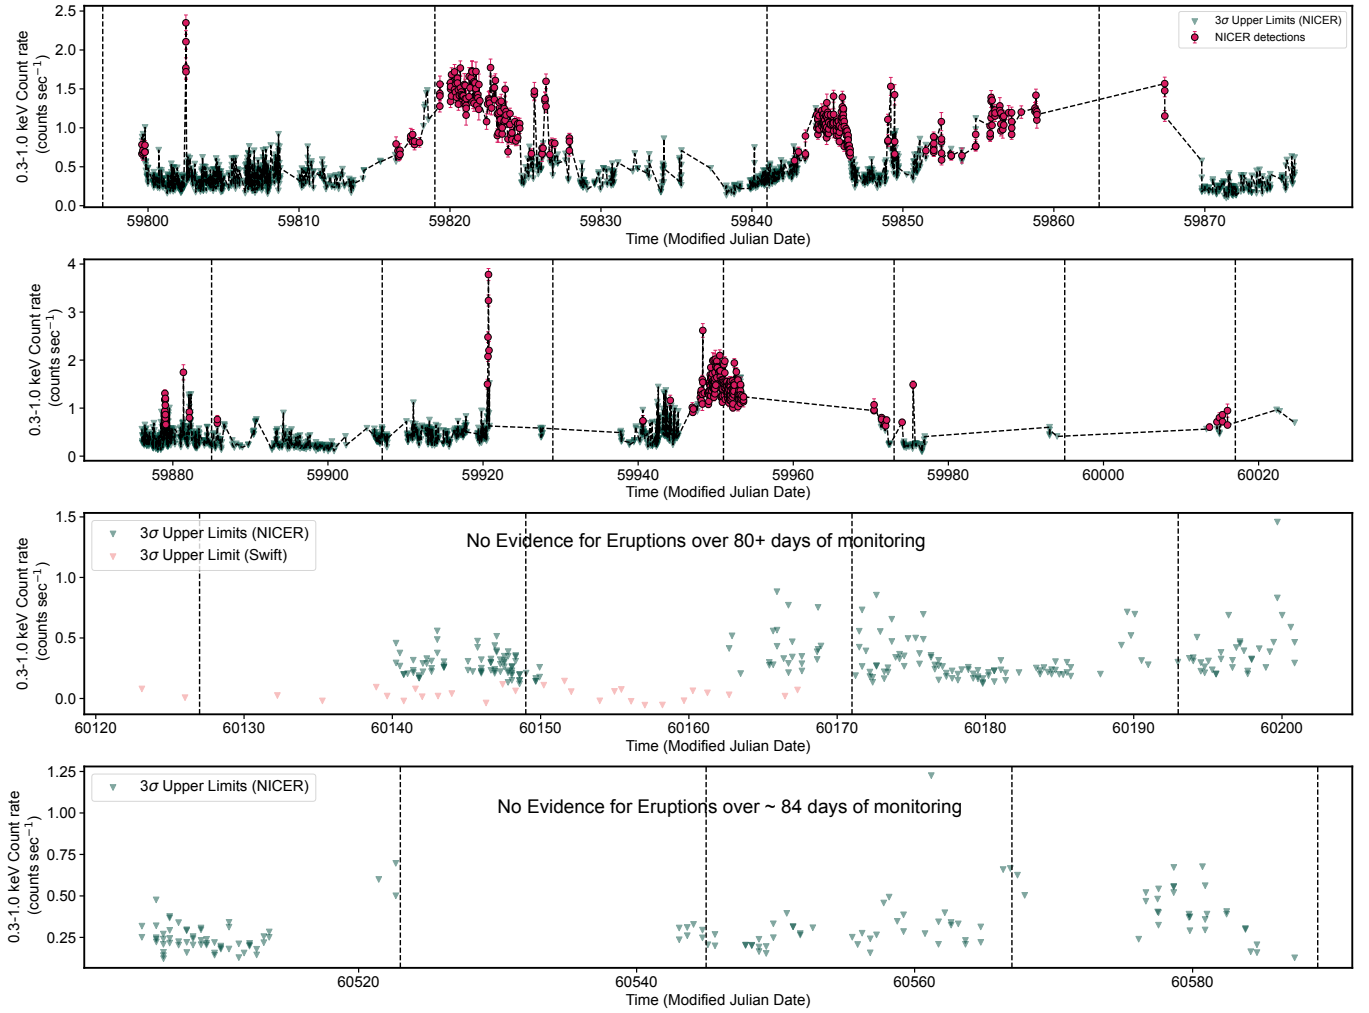 2.5
2.0
1.5
1.0
0.5
0.0
0.3-1.0 keV Count rate
(counts sec⁻¹)
3σ Upper Limits (NICER)
NICER detections
59800
59810
59820
59830
59840
59850
59860
59870
Time (Modified Julian Date)
4
3
2
1
0
0.3-1.0 keV Count rate
(counts sec⁻¹)
59880
59900
59920
59940
59960
59980
60000
60020
Time (Modified Julian Date)
1.5
1.0
0.5
0.0
0.3-1.0 keV Count rate
(counts sec⁻¹)
3σ Upper Limits (NICER)
3σ Upper Limit (Swift)
No Evidence for Eruptions over 80+ days of monitoring
60120
60130
60140
60150
60160
60170
60180
60190
60200
Time (Modified Julian Date)
1.25
1.00
0.75
0.50
0.25
0.3-1.0 keV Count rate
(counts sec⁻¹)
3σ Upper Limits (NICER)
No Evidence for Eruptions over ~ 84 days of monitoring
60520
60540
60560
60580
Time (Modified Julian Date)